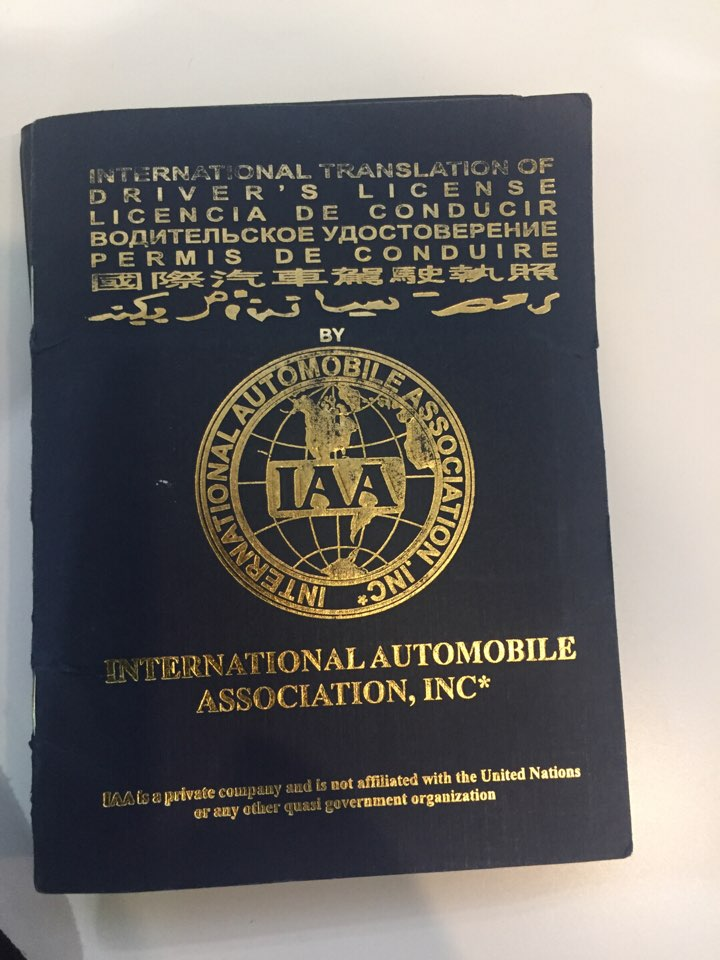 INTERNATIONAL TRANSLATION OF
DRIVER'S LICENSE
LICENCIA DE CONDUCIR
ВОДИТЕЛЬСКОЕ УДОСТОВЕРЕНИЕ
PERMIS DE CONDUIRE
國際汽車駕駛執照
BY
INTERNATIONAL AUTOMOBILE ASSOCIATION, INC*
IAA
INTERNATIONAL AUTOMOBILE
ASSOCIATION, INC*
IAA is a private company and is not affiliated with the United Nations
or any other quasi government organization